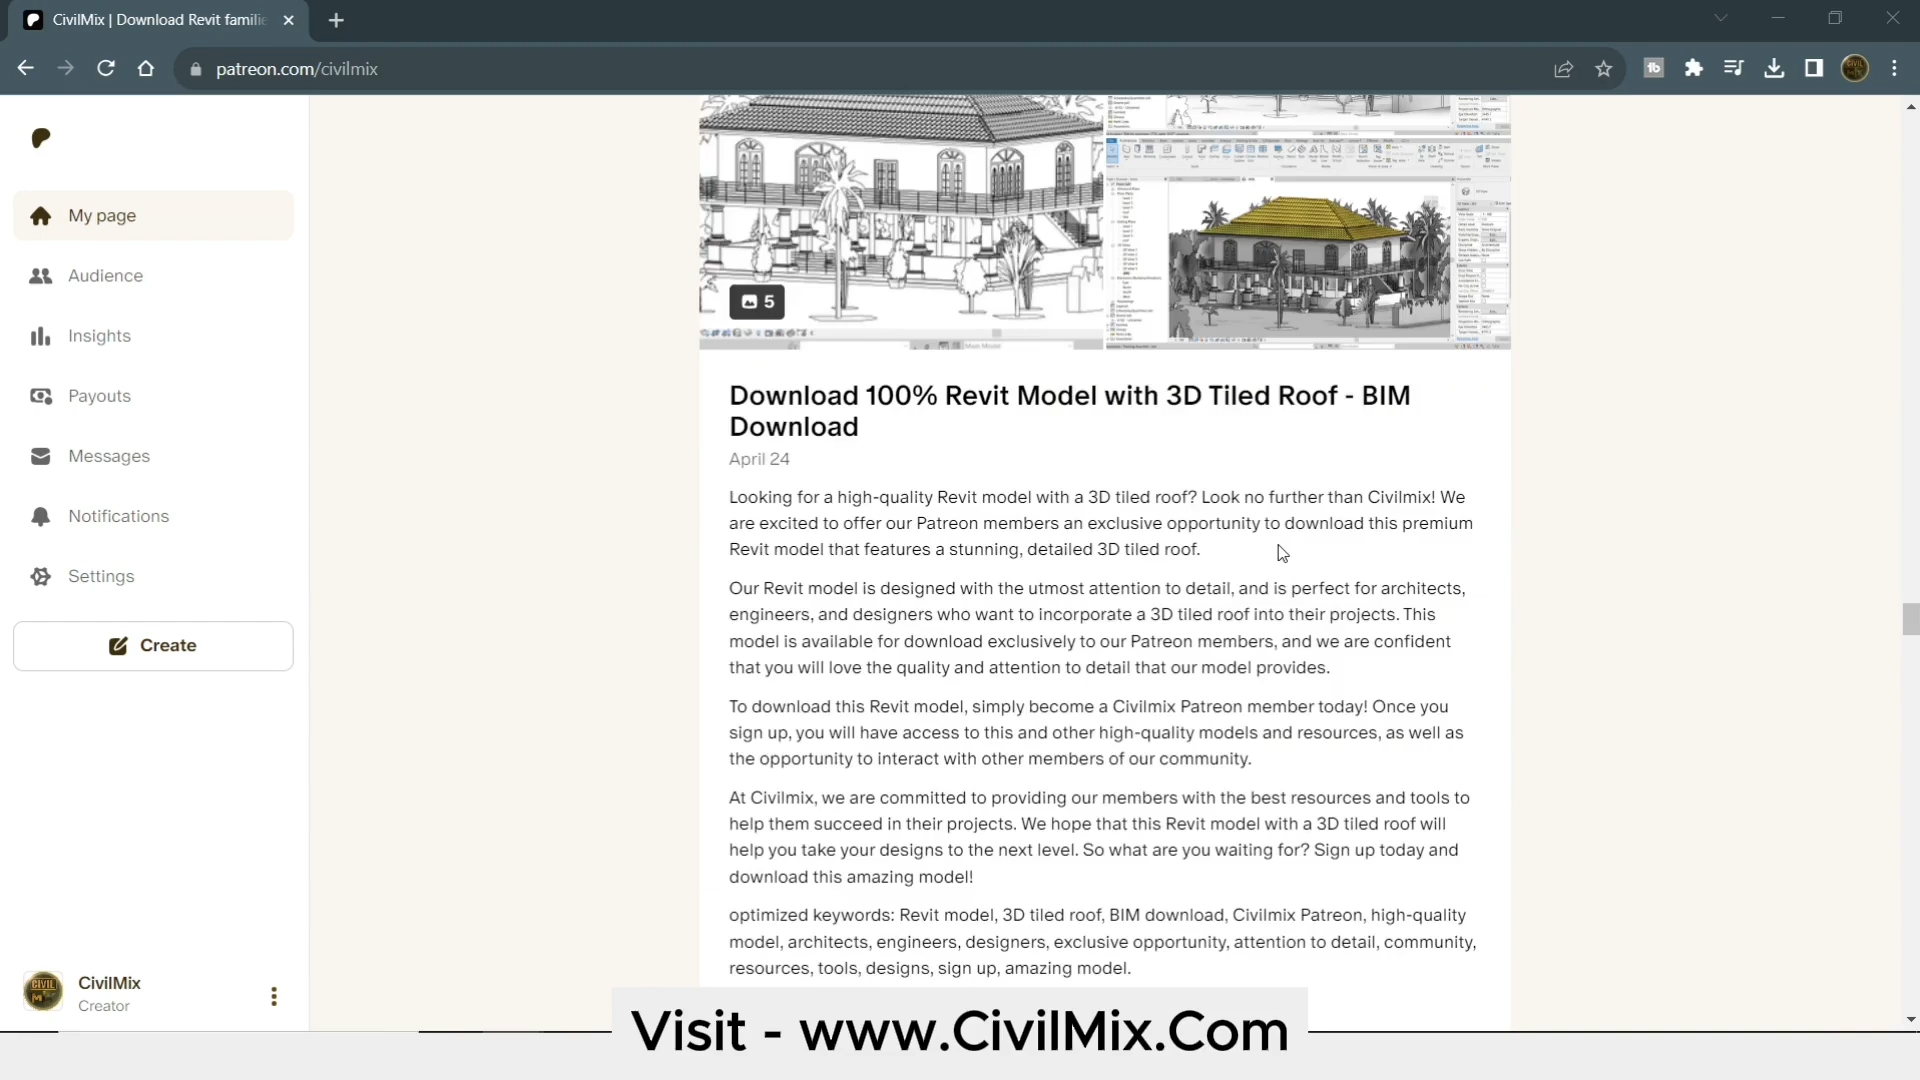 CivilMix | Download Revit familie
patreon.com/civilmix
My page
Audience
Insights
Payouts
Messages
Notifications
Settings
Create
CivilMix
Creator
5
Download 100% Revit Model with 3D Tiled Roof - BIM
Download
April 24
Looking for a high-quality Revit model with a 3D tiled roof? Look no further than Civilmix! We
are excited to offer our Patreon members an exclusive opportunity to download this premium
Revit model that features a stunning, detailed 3D tiled roof.
Our Revit model is designed with the utmost attention to detail, and is perfect for architects,
engineers, and designers who want to incorporate a 3D tiled roof into their projects. This
model is available for download exclusively to our Patreon members, and we are confident
that you will love the quality and attention to detail that our model provides.
To download this Revit model, simply become a Civilmix Patreon member today! Once you
sign up, you will have access to this and other high-quality models and resources, as well as
the opportunity to interact with other members of our community.
At Civilmix, we are committed to providing our members with the best resources and tools to
help them succeed in their projects. We hope that this Revit model with a 3D tiled roof will
help you take your designs to the next level. So what are you waiting for? Sign up today and
download this amazing model!
optimized keywords: Revit model, 3D tiled roof, BIM download, Civilmix Patreon, high-quality
model, architects, engineers, designers, exclusive opportunity, attention to detail, community,
resources, tools, designs, sign up, amazing model.
Visit - www.CivilMix.Com